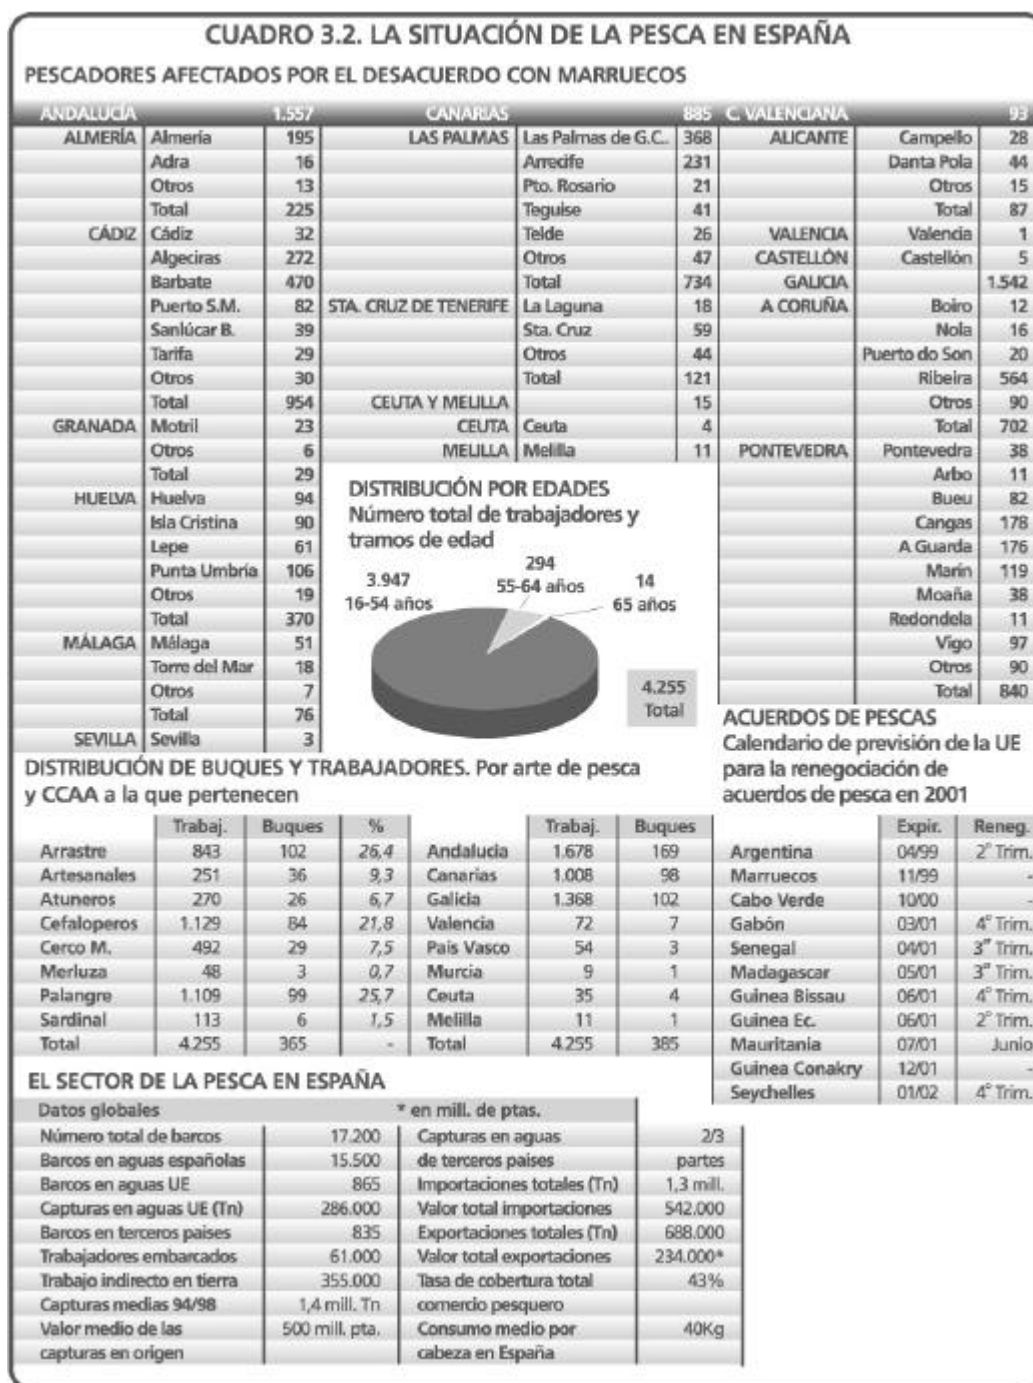 CUADRO 3.2. LA SITUACIÓN DE LA PESCA EN ESPAÑA
PESCADORES AFECTADOS POR EL DESACUERDO CON MARRUECOS
ANDALUCÍA 1.557
ALMERÍA Almería 195
Adra 16
Otros 13
Total 225
CÁDIZ Cádiz 32
Algeciras 272
Barbate 470
Puerto S.M. 82
Sanlúcar B. 39
Tarifa 29
Otros 30
Total 954
GRANADA Motril 23
Otros 6
Total 29
HUELVA Huelva 94
Isla Cristina 90
Lepe 61
Punta Umbría 106
Otros 19
Total 370
MÁLAGA Málaga 51
Torre del Mar 18
Otros 7
Total 76
SEVILLA Sevilla 3
CANARIAS 885
LAS PALMAS Las Palmas de G.C. 368
Arrecife 231
Pto. Rosario 21
Teguise 41
Telde 26
Otros 47
Total 734
STA. CRUZ DE TENERIFE La Laguna 18
Sta. Cruz 59
Otros 44
Total 121
CEUTA Y MELILLA 15
CEUTA Ceuta 4
MELILLA Melilla 11
C. VALENCIANA 93
ALICANTE Campello 28
Danta Pola 44
Otros 15
Total 87
VALENCIA Valencia 1
CASTELLÓN Castellón 5
GALICIA 1.542
A CORUÑA Boiro 12
Nola 16
Puerto do Son 20
Ribeira 564
Otros 90
Total 702
PONTEVEDRA Pontevedra 38
Arbo 11
Bueu 82
Cangas 178
A Guarda 176
Marín 119
Moaña 38
Redondela 11
Vigo 97
Otros 90
Total 840
DISTRIBUCIÓN POR EDADES
Número total de trabajadores y
tramos de edad
3.947
16-54 años
294
55-64 años
14
65 años
4.255
Total
DISTRIBUCIÓN DE BUQUES Y TRABAJADORES. Por arte de pesca
y CCAA a la que pertenecen
Trabaj. Buques %
Arrastre 843 102 26,4
Artesanales 251 36 9,3
Atuneros 270 26 6,7
Cefaloperos 1.129 84 21,8
Cerco M. 492 29 7,5
Merluza 48 3 0,7
Palangre 1.109 99 25,7
Sardinal 113 6 1,5
Total 4.255 365 -
Trabaj. Buques
Andalucía 1.678 169
Canarias 1.008 98
Galicia 1.368 102
Valencia 72 7
País Vasco 54 3
Murcia 9 1
Ceuta 35 4
Melilla 11 1
Total 4.255 385
ACUERDOS DE PESCAS
Calendario de previsión de la UE
para la renegociación de
acuerdos de pesca en 2001
Expir. Reneg.
Argentina 04/99 2º Trim.
Marruecos 11/99 -
Cabo Verde 10/00 -
Gabón 03/01 4º Trim.
Senegal 04/01 3er Trim.
Madagascar 05/01 3er Trim.
Guinea Bissau 06/01 4º Trim.
Guinea Ec. 06/01 2º Trim.
Mauritania 07/01 Junio
Guinea Conakry 12/01 -
Seychelles 01/02 4º Trim.
EL SECTOR DE LA PESCA EN ESPAÑA
Datos globales * en mill. de ptas.
Número total de barcos 17.200
Barcos en aguas españolas 15.500
Barcos en aguas UE 865
Capturas en aguas UE (Tn) 286.000
Barcos en terceros países 835
Trabajadores embarcados 61.000
Trabajo indirecto en tierra 355.000
Capturas medias 94/98 1,4 mill. Tn
Valor medio de las 500 mill. pta.
capturas en origen
Capturas en aguas 2/3
de terceros países partes
Importaciones totales (Tn) 1,3 mill.
Valor total importaciones 542.000
Exportaciones totales (Tn) 688.000
Valor total exportaciones 234.000*
Tasa de cobertura total 43%
comercio pesquero
Consumo medio por 40Kg
cabeza en España